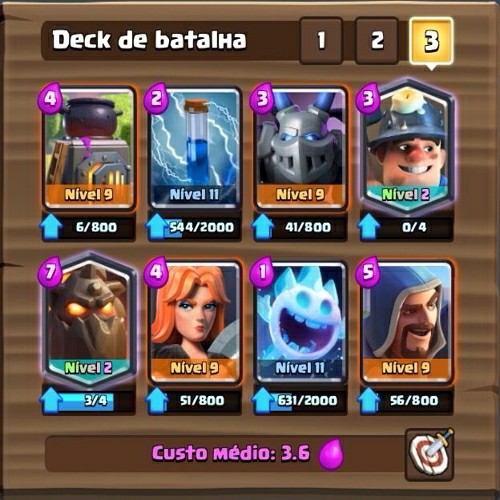 Deck de batalha 1 2 3
4 2 3 3
Nível 9 Nível 11 Nível 9 Nível 2
6/800 544/2000 41/800 0/4
7 4 1 5
Nível 2 Nível 9 Nível 11 Nível 9
3/4 51/800 631/2000 56/800
Custo médio: 3.6